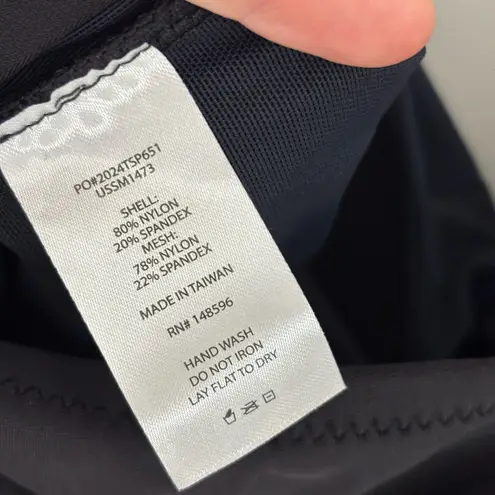 PO#2024TSP651
USSM1473
SHELL:
80% NYLON
20% SPANDEX
MESH:
78% NYLON
22% SPANDEX
MADE IN TAIWAN
RN# 148596
HAND WASH
DO NOT IRON
LAY FLAT TO DRY